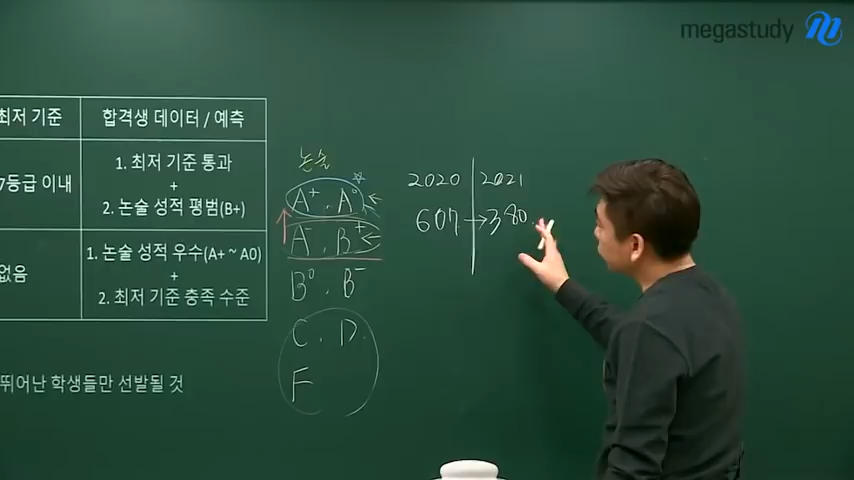 megastudy
최저 기준
합격생 데이터 / 예측
7등급 이내
1. 최저 기준 통과
+
2. 논술 성적 평범(B+)
없음
1. 논술 성적 우수(A+ ~ A0)
+
2. 최저 기준 충족 수준
뛰어난 학생들만 선발될 것
논술
A+, A0
A-, B+
B0, B-
C, D
F
2020 2021
607→380